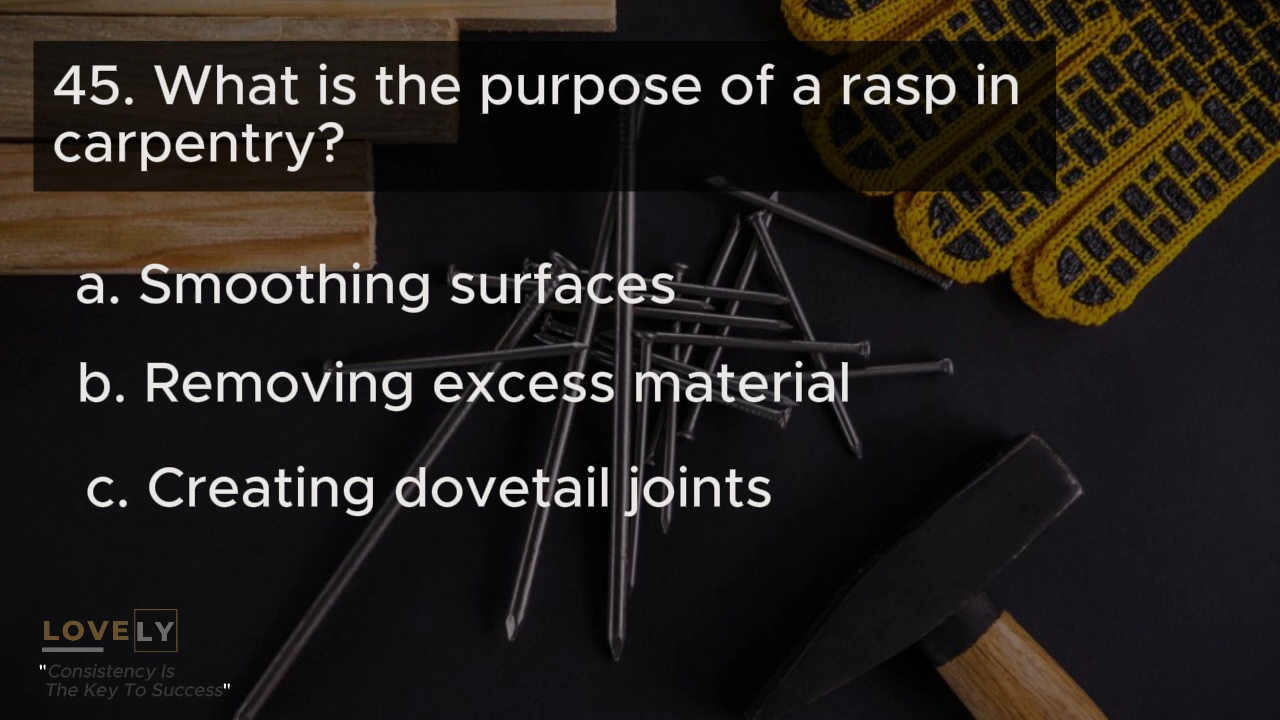 45. What is the purpose of a rasp in
carpentry?
a. Smoothing surfaces
b. Removing excess material
c. Creating dovetail joints
LOVELY
"Consistency Is
The Key To Success"